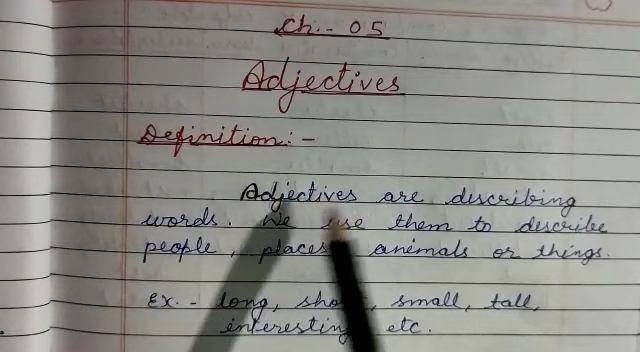 Ch. - 05
Adjectives
Definition: -
Adjectives are describing
words. We use them to describe
people, places, animals or things.
Ex. - long, short, small, tall,
interesting etc.